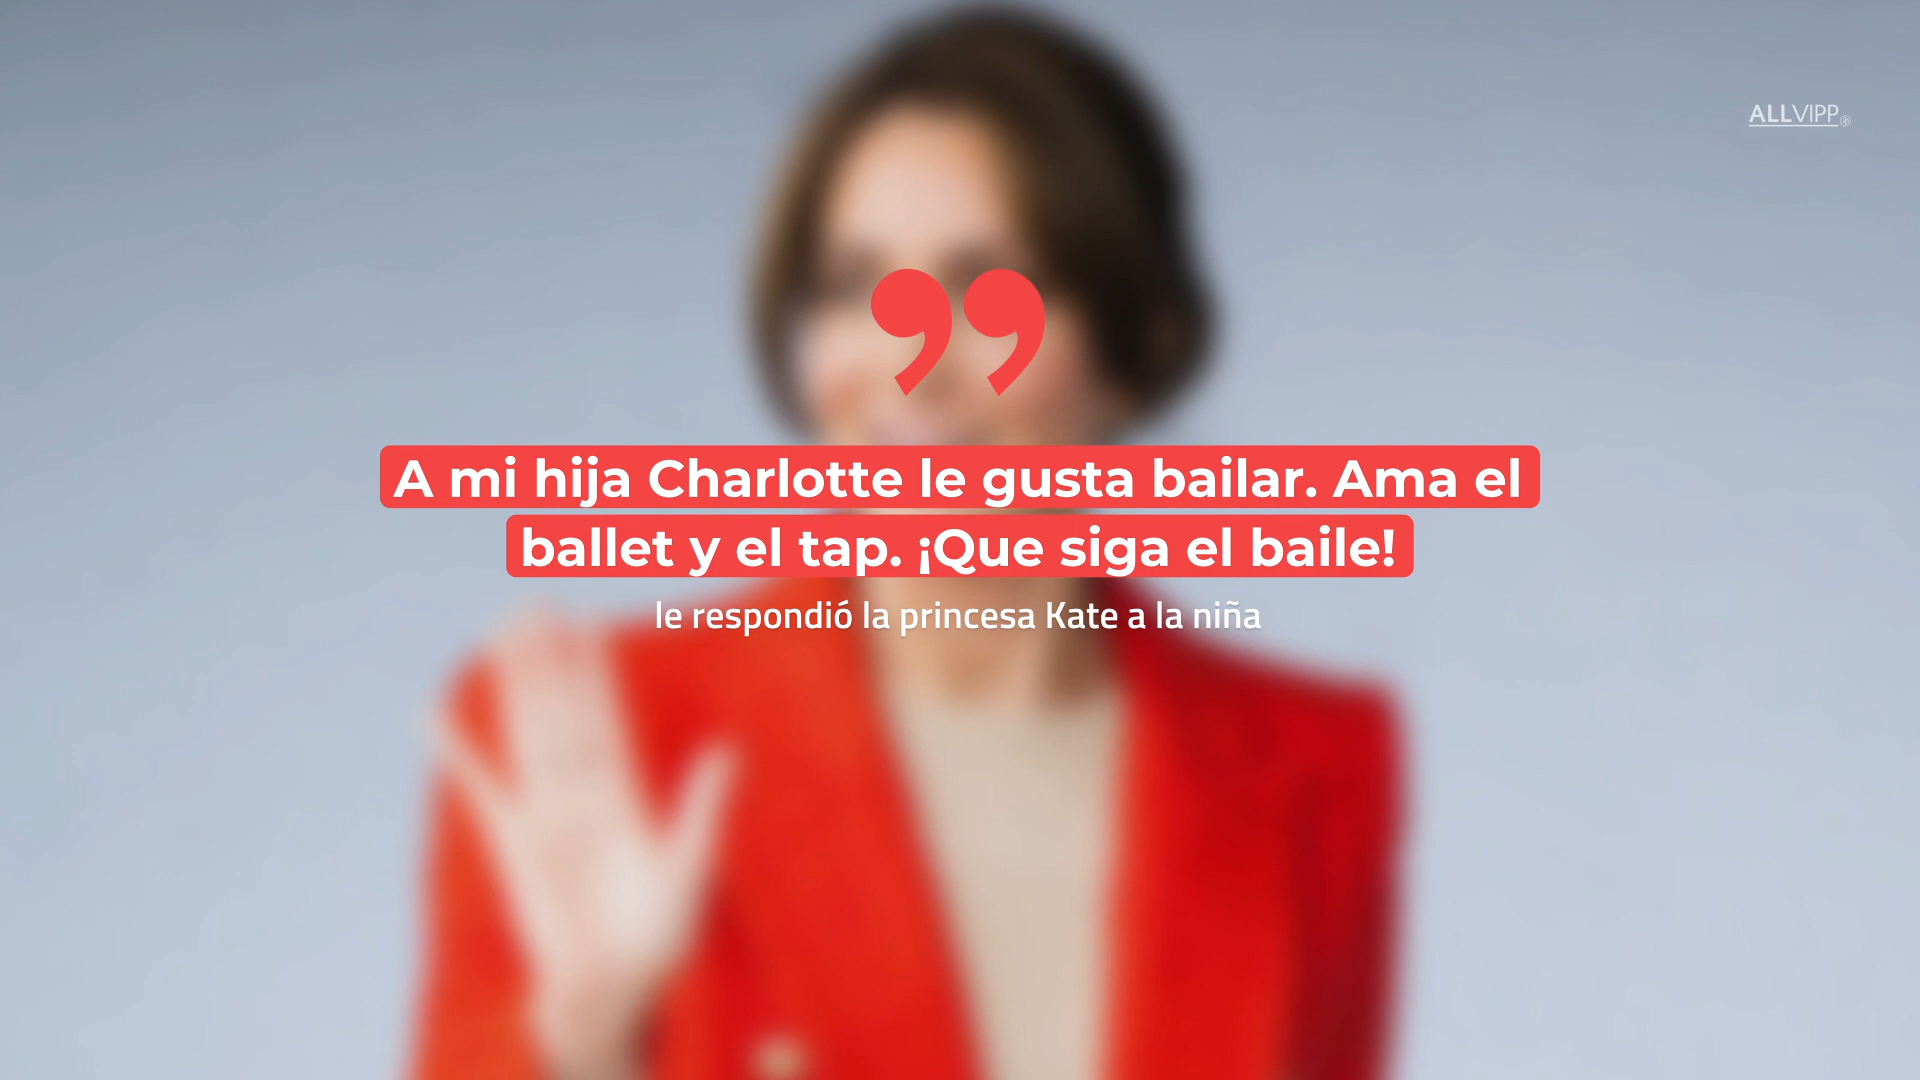 ALLVIPP
A mi hija Charlotte le gusta bailar. Ama el
ballet y el tap. ¡Que siga el baile!
le respondió la princesa Kate a la niña